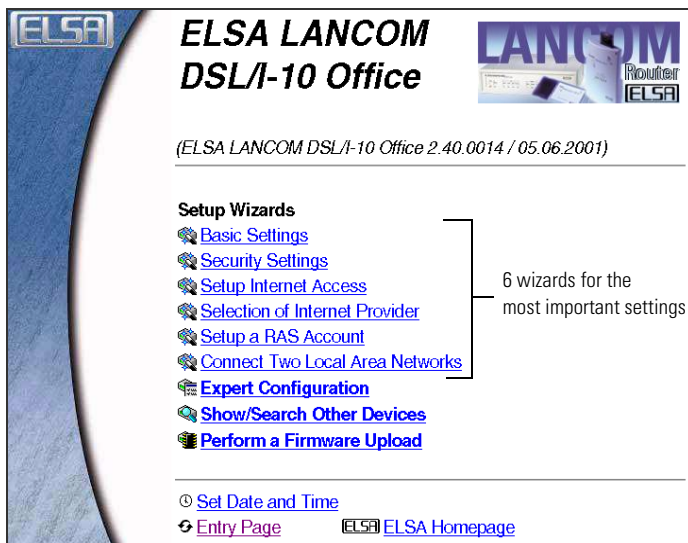 ELSA
ELSA LANCOM
DSL/I-10 Office
LANCOM
Router
ELSA
(ELSA LANCOM DSL/I-10 Office 2.40.0014 / 05.06.2001)
Setup Wizards
Basic Settings
Security Settings
Setup Internet Access
Selection of Internet Provider
Setup a RAS Account
Connect Two Local Area Networks
6 wizards for the
most important settings
Expert Configuration
Show/Search Other Devices
Perform a Firmware Upload
Set Date and Time
Entry Page
ELSA ELSA Homepage